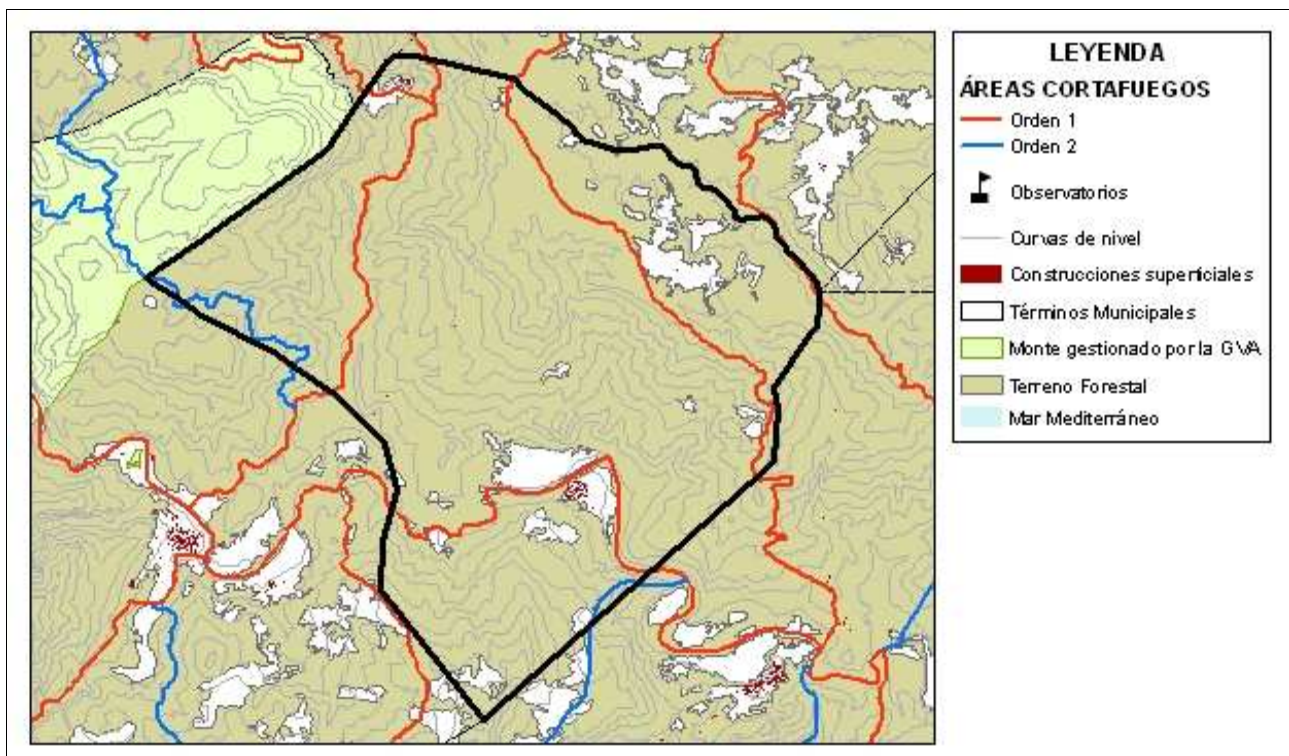 LEYENDA
ÁREAS CORTAFUEGOS
Orden 1
Orden 2
Observatorios
Curvas de nivel
Construcciones superficiales
Términos Municipales
Monte gestionado por la GVA
Terreno Forestal
Mar Mediterráneo